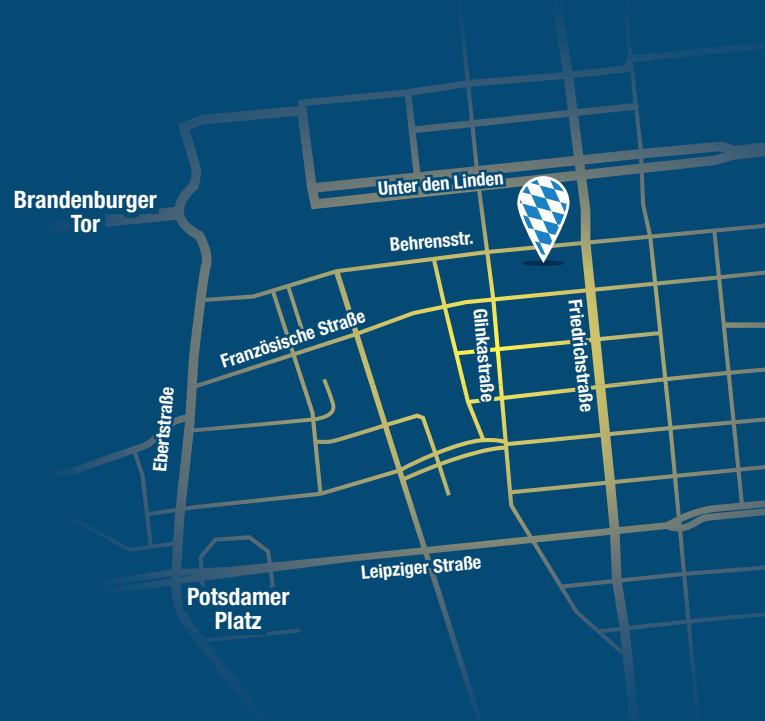 Unter den Linden
Brandenburger
Tor
Behrensstr.
Französische Straße
Glinkastraße
Friedrichstraße
Ebertstraße
Leipziger Straße
Potsdamer
Platz